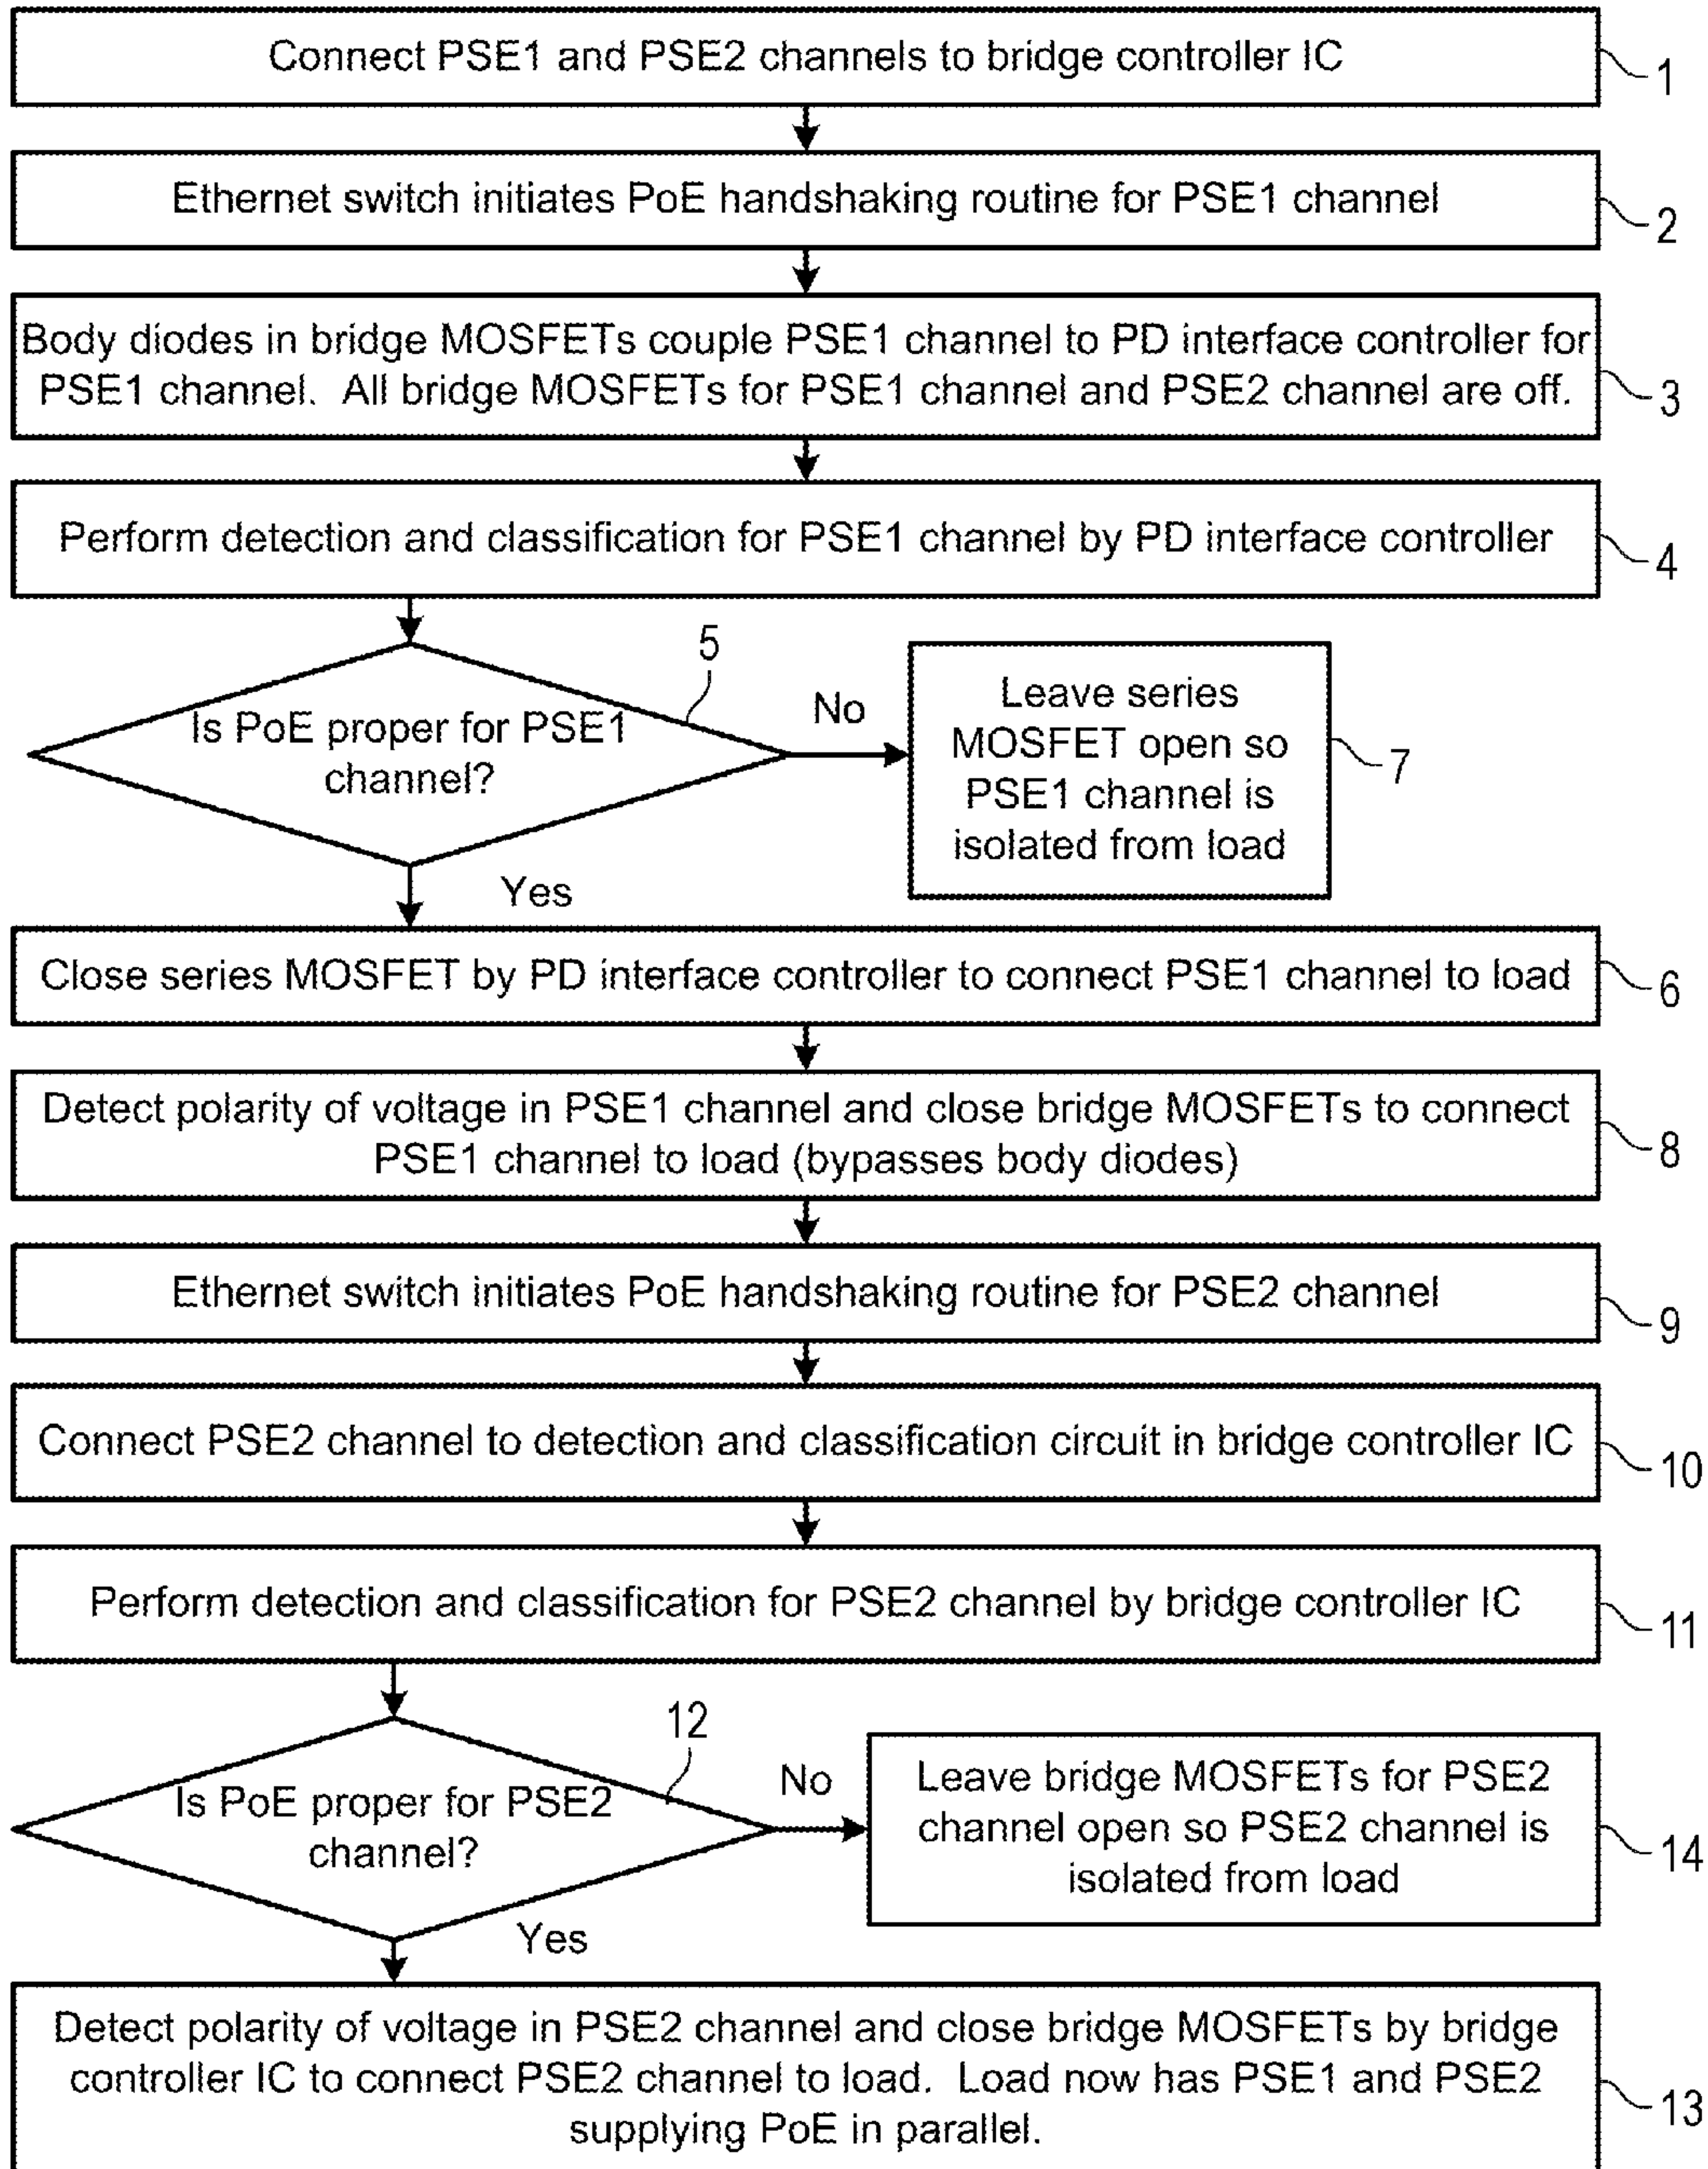 Connect PSE1 and PSE2 channels to bridge controller IC
1
Ethernet switch initiates PoE handshaking routine for PSE1 channel
2
Body diodes in bridge MOSFETs couple PSE1 channel to PD interface controller for
PSE1 channel. All bridge MOSFETs for PSE1 channel and PSE2 channel are off.
3
Perform detection and classification for PSE1 channel by PD interface controller
4
5
Is PoE proper for PSE1
channel?
No
Leave series
MOSFET open so
PSE1 channel is
isolated from load
7
Yes
Close series MOSFET by PD interface controller to connect PSE1 channel to load
6
Detect polarity of voltage in PSE1 channel and close bridge MOSFETs to connect
PSE1 channel to load (bypasses body diodes)
8
Ethernet switch initiates PoE handshaking routine for PSE2 channel
9
Connect PSE2 channel to detection and classification circuit in bridge controller IC
10
Perform detection and classification for PSE2 channel by bridge controller IC
11
12
Is PoE proper for PSE2
channel?
No
Leave bridge MOSFETs for PSE2
channel open so PSE2 channel is
isolated from load
14
Yes
Detect polarity of voltage in PSE2 channel and close bridge MOSFETs by bridge
controller IC to connect PSE2 channel to load. Load now has PSE1 and PSE2
supplying PoE in parallel.
13